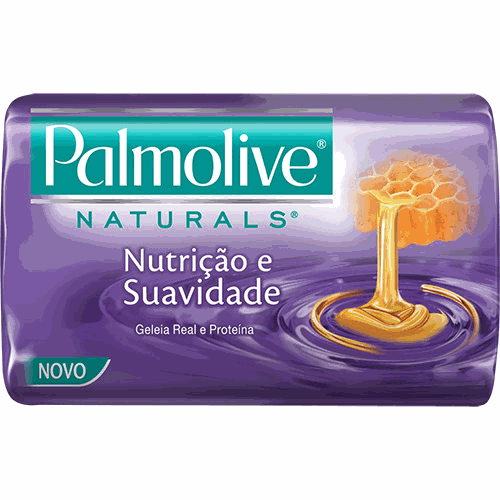 Palmolive®
NATURALS®
Nutrição e
Suavidade
Geleia Real e Proteína
NOVO